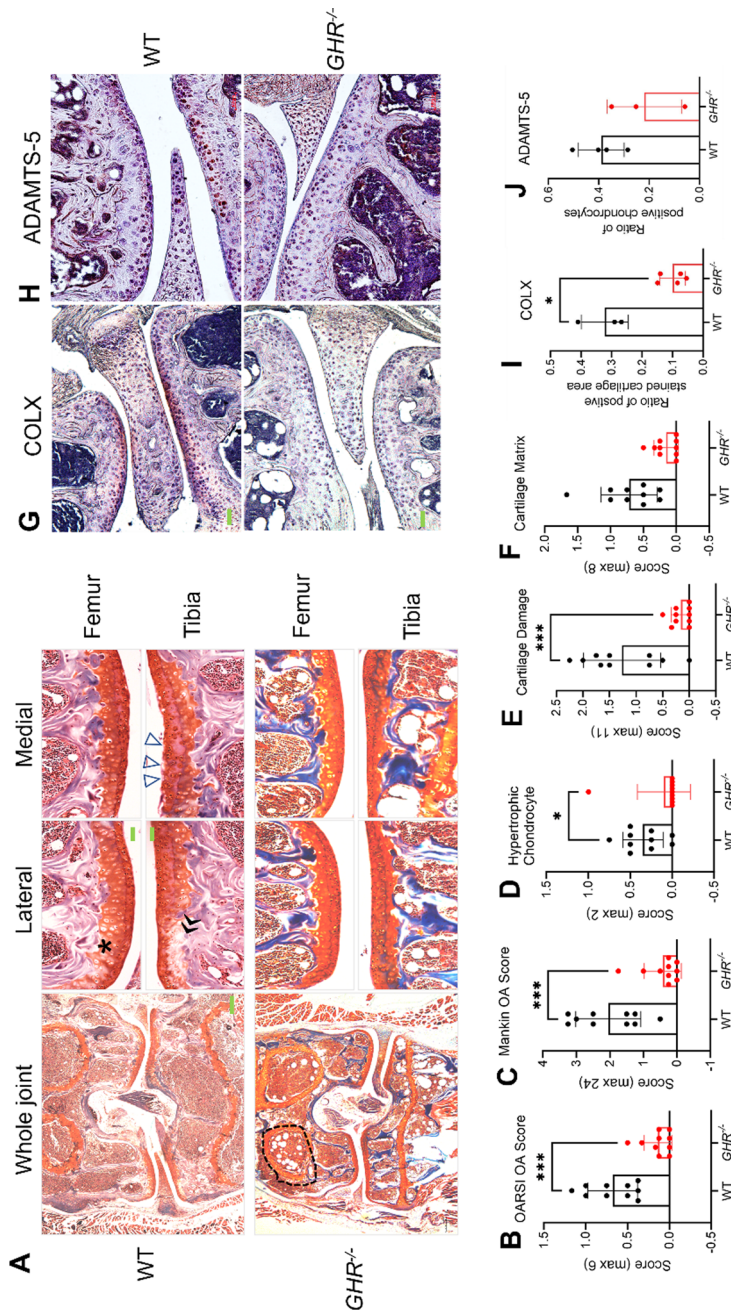 A
Whole joint
Lateral
Medial
WT
Femur
Tibia
*
GHR-/-
Femur
Tibia
G
COLX
H
ADAMTS-5
WT
GHR-/-
B
OARSI OA Score
***
Score (max 6)
1.5
1.0
0.5
0.0
-0.5
WT
GHR-/-
C
Mankin OA Score
***
Score (max 24)
4
3
2
1
0
-1
WT
GHR-/-
D
Hypertrophic
Chondrocyte
*
Score (max 2)
1.5
1.0
0.5
0.0
-0.5
WT
GHR-/-
E
Cartilage Damage
***
Score (max 11)
2.5
2.0
1.5
1.0
0.5
0.0
-0.5
WT
GHR-/-
F
Cartilage Matrix
Score (max 8)
2.0
1.5
1.0
0.5
0.0
-0.5
WT
GHR-/-
I
COLX
*
Ratio of positive
stained cartilage area
0.5
0.4
0.3
0.2
0.1
0.0
WT
GHR-/-
J
ADAMTS-5
Ratio of
positive chondrocytes
0.6
0.4
0.2
0.0
WT
GHR-/-